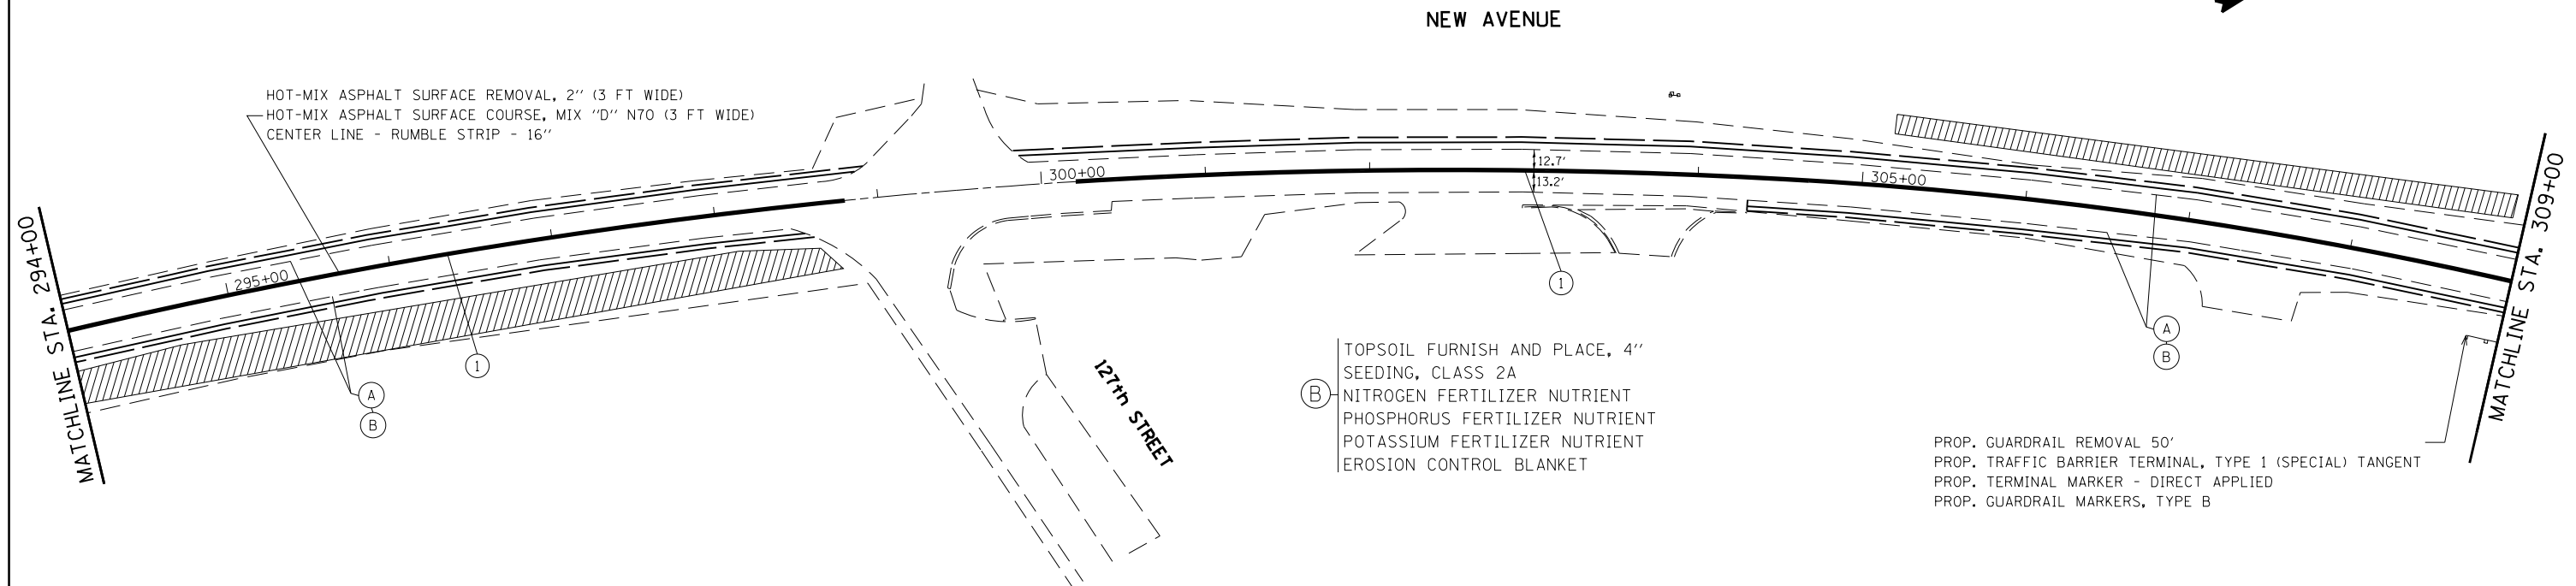 NEW AVENUE
HOT-MIX ASPHALT SURFACE REMOVAL, 2'' (3 FT WIDE)
HOT-MIX ASPHALT SURFACE COURSE, MIX "D" N70 (3 FT WIDE)
CENTER LINE - RUMBLE STRIP - 16''
MATCHLINE STA. 294+00
295+00
300+00
12.7'
13.2'
305+00
MATCHLINE STA. 309+00
1
A
B
1
A
B
127th STREET
B
TOPSOIL FURNISH AND PLACE, 4''
SEEDING, CLASS 2A
NITROGEN FERTILIZER NUTRIENT
PHOSPHORUS FERTILIZER NUTRIENT
POTASSIUM FERTILIZER NUTRIENT
EROSION CONTROL BLANKET
PROP. GUARDRAIL REMOVAL 50'
PROP. TRAFFIC BARRIER TERMINAL, TYPE 1 (SPECIAL) TANGENT
PROP. TERMINAL MARKER - DIRECT APPLIED
PROP. GUARDRAIL MARKERS, TYPE B